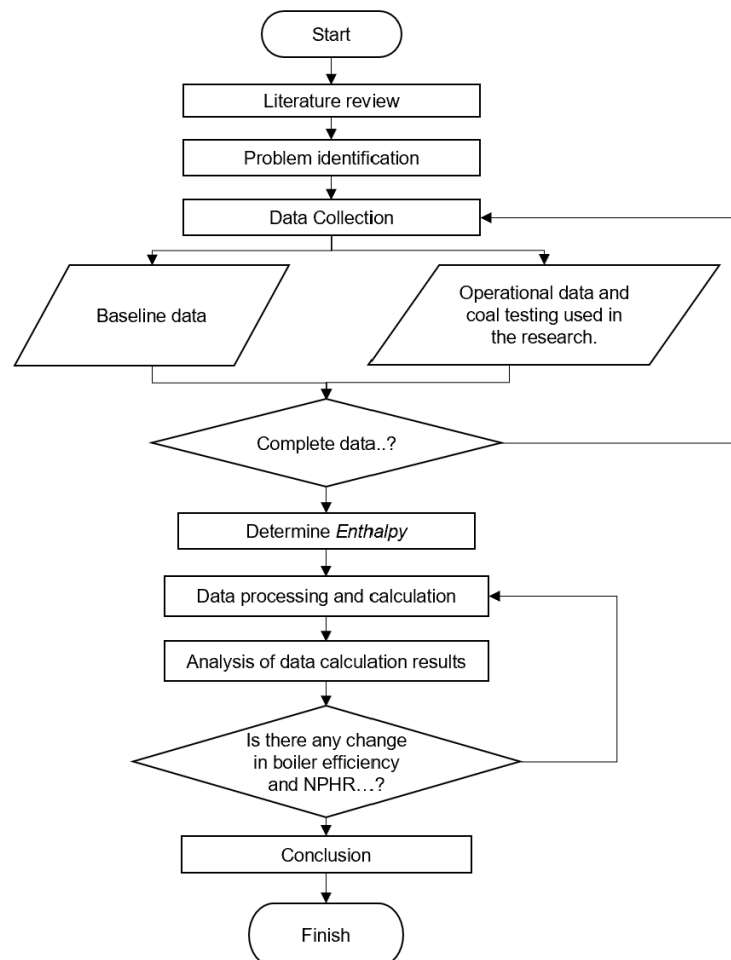 Start
Literature review
Problem identification
Data Collection
Baseline data
Operational data and
coal testing used in
the research.
Complete data..?
Determine Enthalpy
Data processing and calculation
Analysis of data calculation results
Is there any change
in boiler efficiency
and NPHR...?
Conclusion
Finish